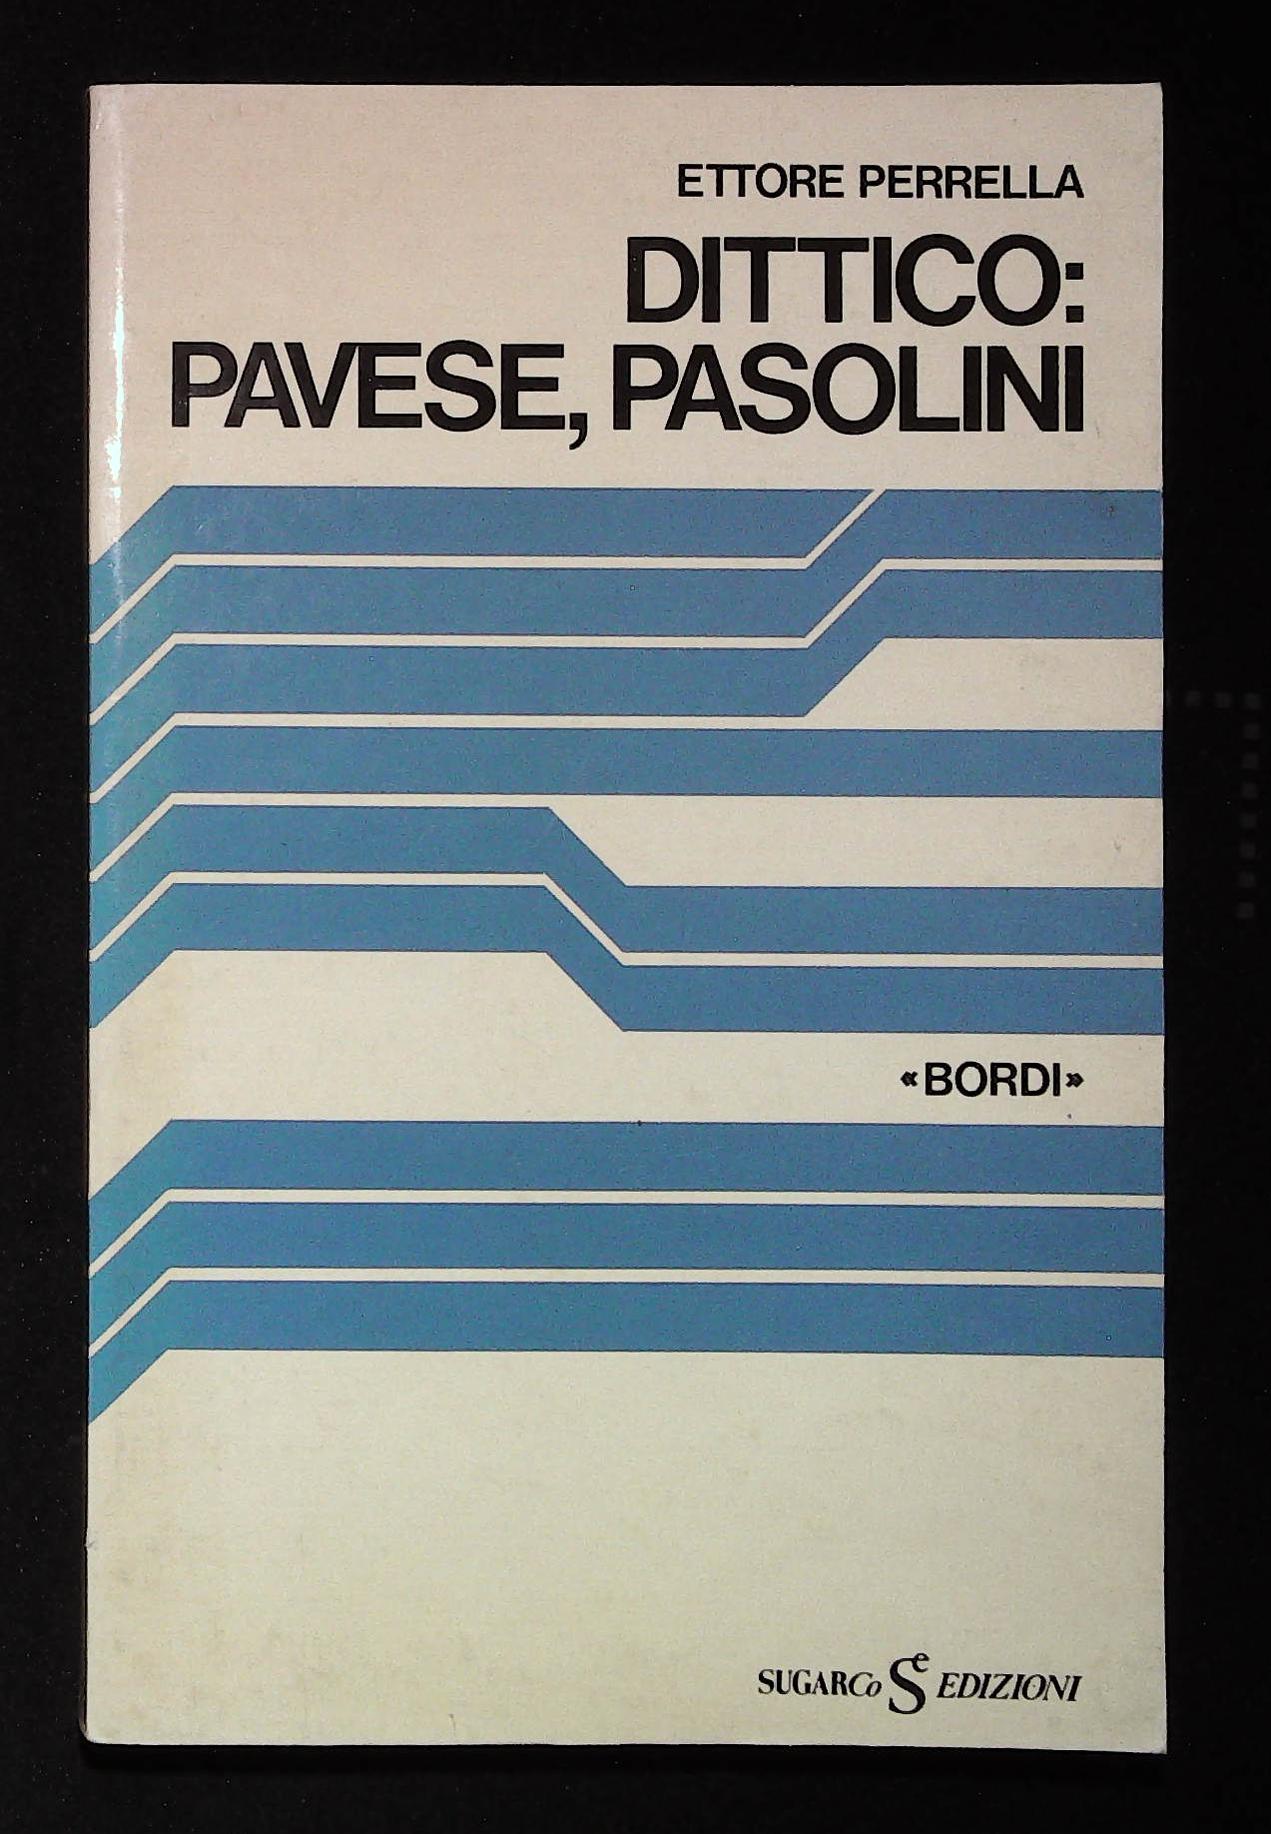 ETTORE PERRELLA
DITTICO:
PAVESE, PASOLINI
«BORDI»
SUGARCo Se EDIZIONI